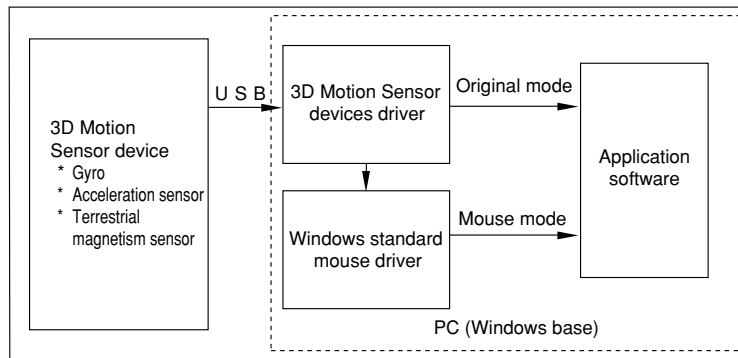 3D Motion
Sensor device
* Gyro
* Acceleration sensor
* Terrestrial
magnetism sensor
U S B
3D Motion Sensor
devices driver
Original mode
Windows standard
mouse driver
Mouse mode
Application
software
PC (Windows base)